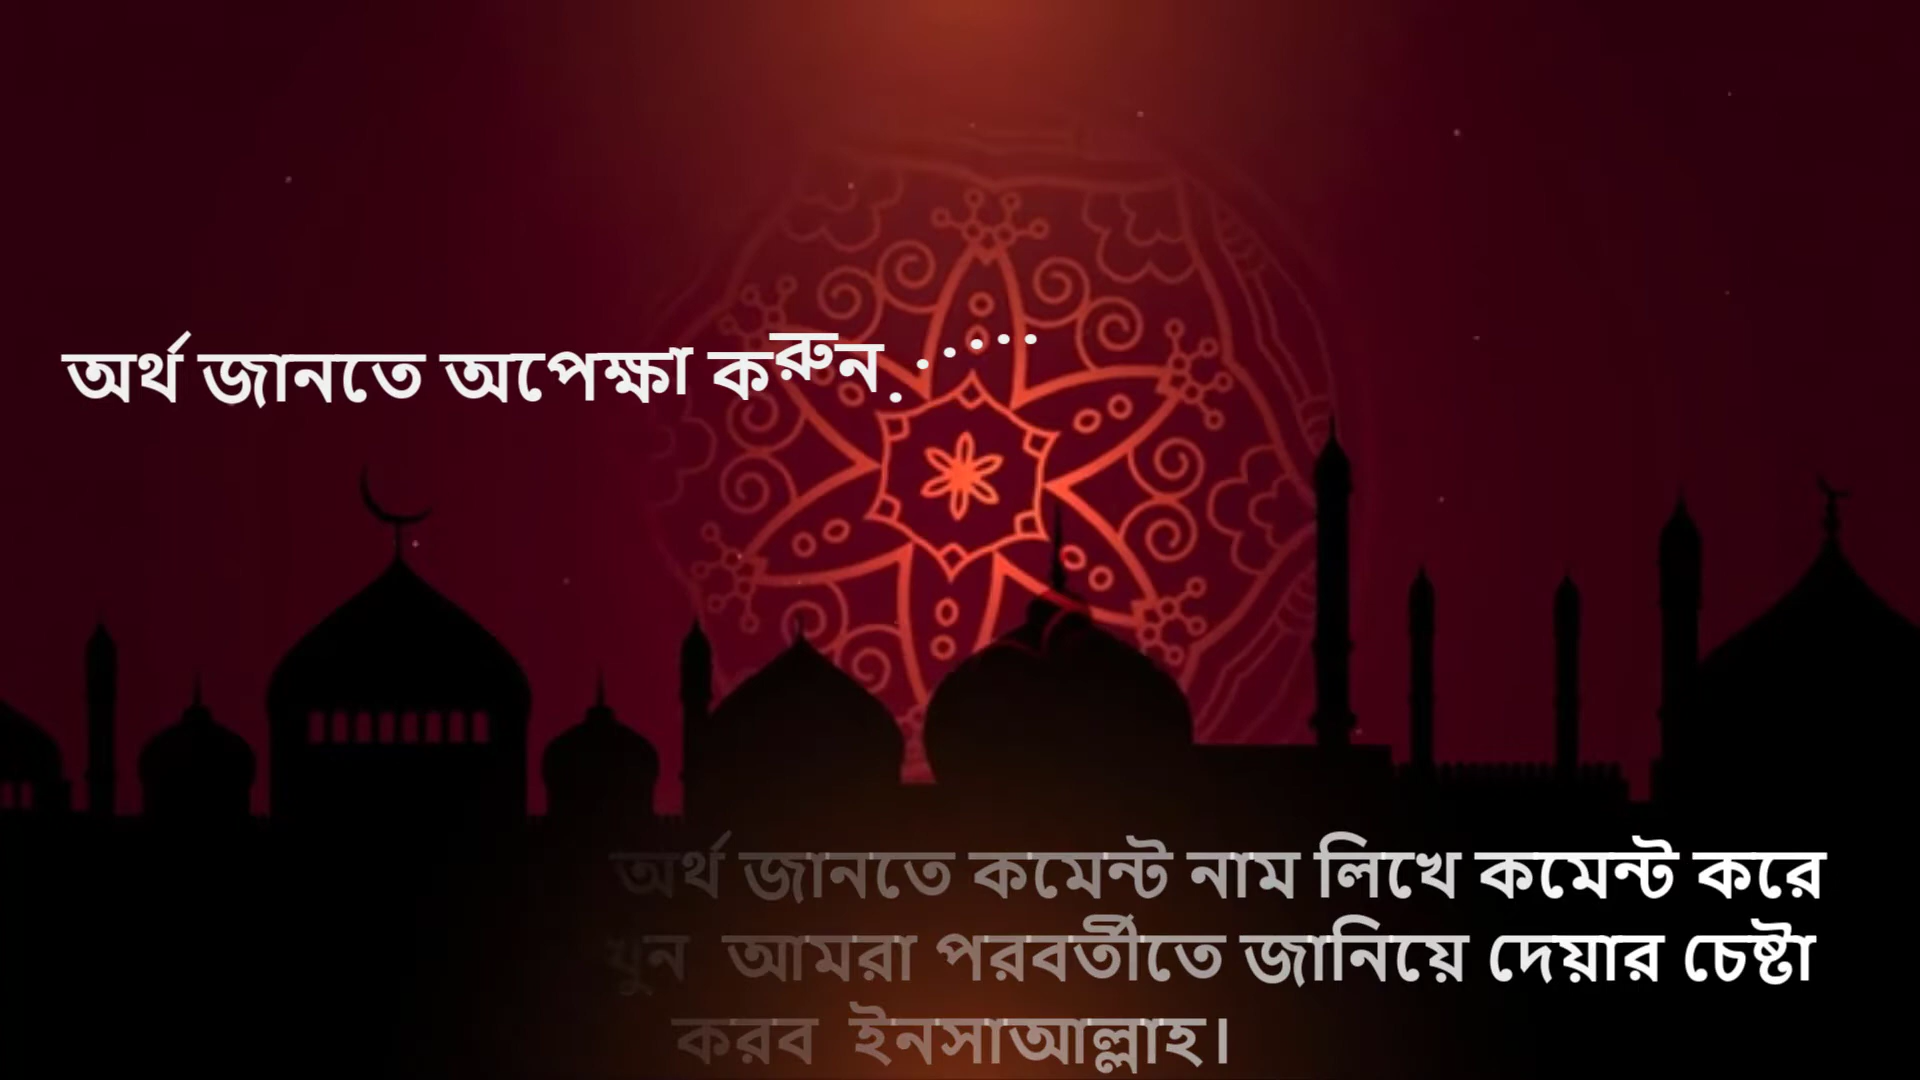 অর্থ জানতে অপেক্ষা করুন......
অর্থ জানতে কমেন্ট নাম লিখে কমেন্ট করে
আমরা পরবর্তীতে জানিয়ে দেয়ার চেষ্টা
করব ইনসাআল্লাহ।